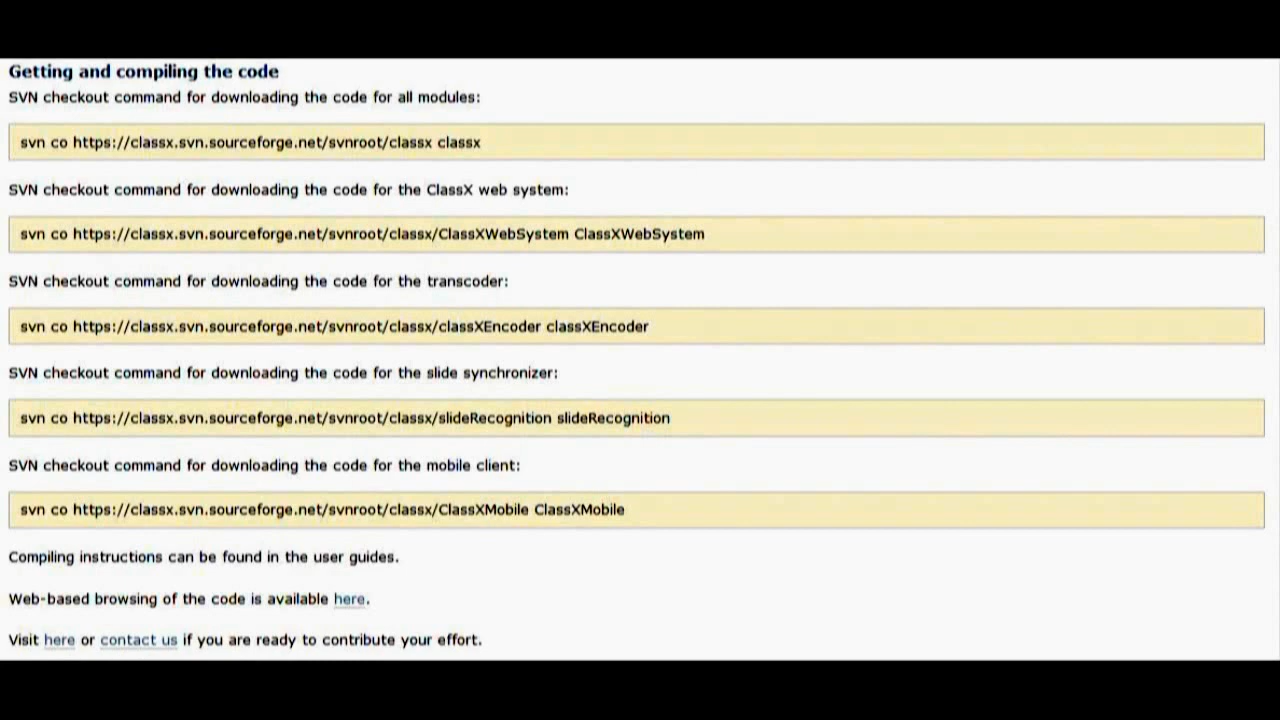 Getting and compiling the code
SVN checkout command for downloading the code for all modules:
svn co https://classx.svn.sourceforge.net/svnroot/classx classx
SVN checkout command for downloading the code for the ClassX web system:
svn co https://classx.svn.sourceforge.net/svnroot/classx/ClassXWebSystem ClassXWebSystem
SVN checkout command for downloading the code for the transcoder:
svn co https://classx.svn.sourceforge.net/svnroot/classx/classXEncoder classXEncoder
SVN checkout command for downloading the code for the slide synchronizer:
svn co https://classx.svn.sourceforge.net/svnroot/classx/slideRecognition slideRecognition
SVN checkout command for downloading the code for the mobile client:
svn co https://classx.svn.sourceforge.net/svnroot/classx/ClassXMobile ClassXMobile
Compiling instructions can be found in the user guides.
Web-based browsing of the code is available here.
Visit here or contact us if you are ready to contribute your effort.